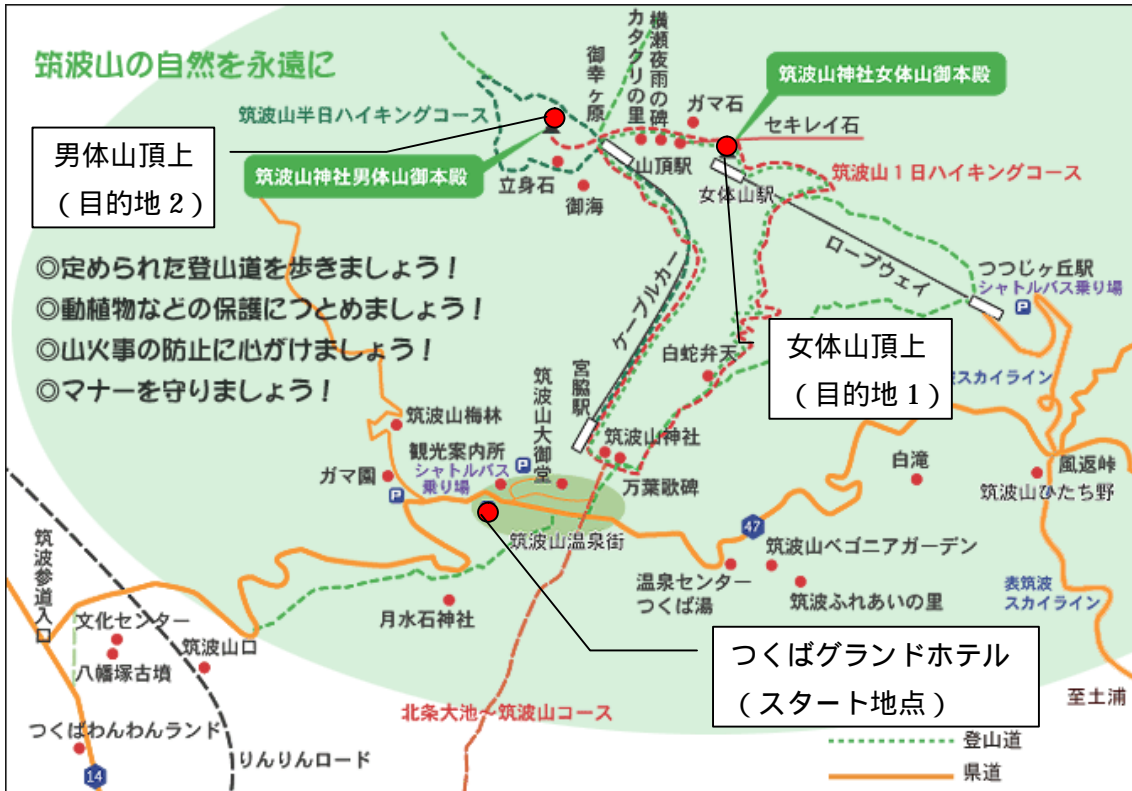 筑波山の自然を永遠に
筑波山半日ハイキングコース
男体山頂上
(目的地2)
筑波山神社男体山御本殿
立身石
御海
御幸ヶ原
カタクリの里
横瀬夜雨の碑
ガマ石
山頂駅
筑波山神社女体山御本殿
セキレイ石
女体山駅
筑波山1日ハイキングコース
ロープウェイ
つつじヶ丘駅
シャトルバス乗り場
P
◎定められた登山道を歩きましょう!
◎動植物などの保護につとめましょう!
◎山火事の防止に心がけましょう!
◎マナーを守りましょう!
ケーブルカー
白蛇弁天
女体山頂上
(目的地1)
スカイライン
宮脇駅
筑波山大御堂
筑波山梅林
観光案内所
シャトルバス
乗り場
P
ガマ園
P
筑波山神社
万葉歌碑
白滝
風返峠
筑波山ひたち野
筑波山温泉街
47
筑波山ベゴニアガーデン
温泉センター
つくば湯
筑波ふれあいの里
表筑波
スカイライン
筑波参道入口
文化センター
八幡塚古墳
筑波山口
月水石神社
つくばグランドホテル
(スタート地点)
至土浦
つくばわんわんランド
りんりんロード
北条大池~筑波山コース
14
登山道
県道